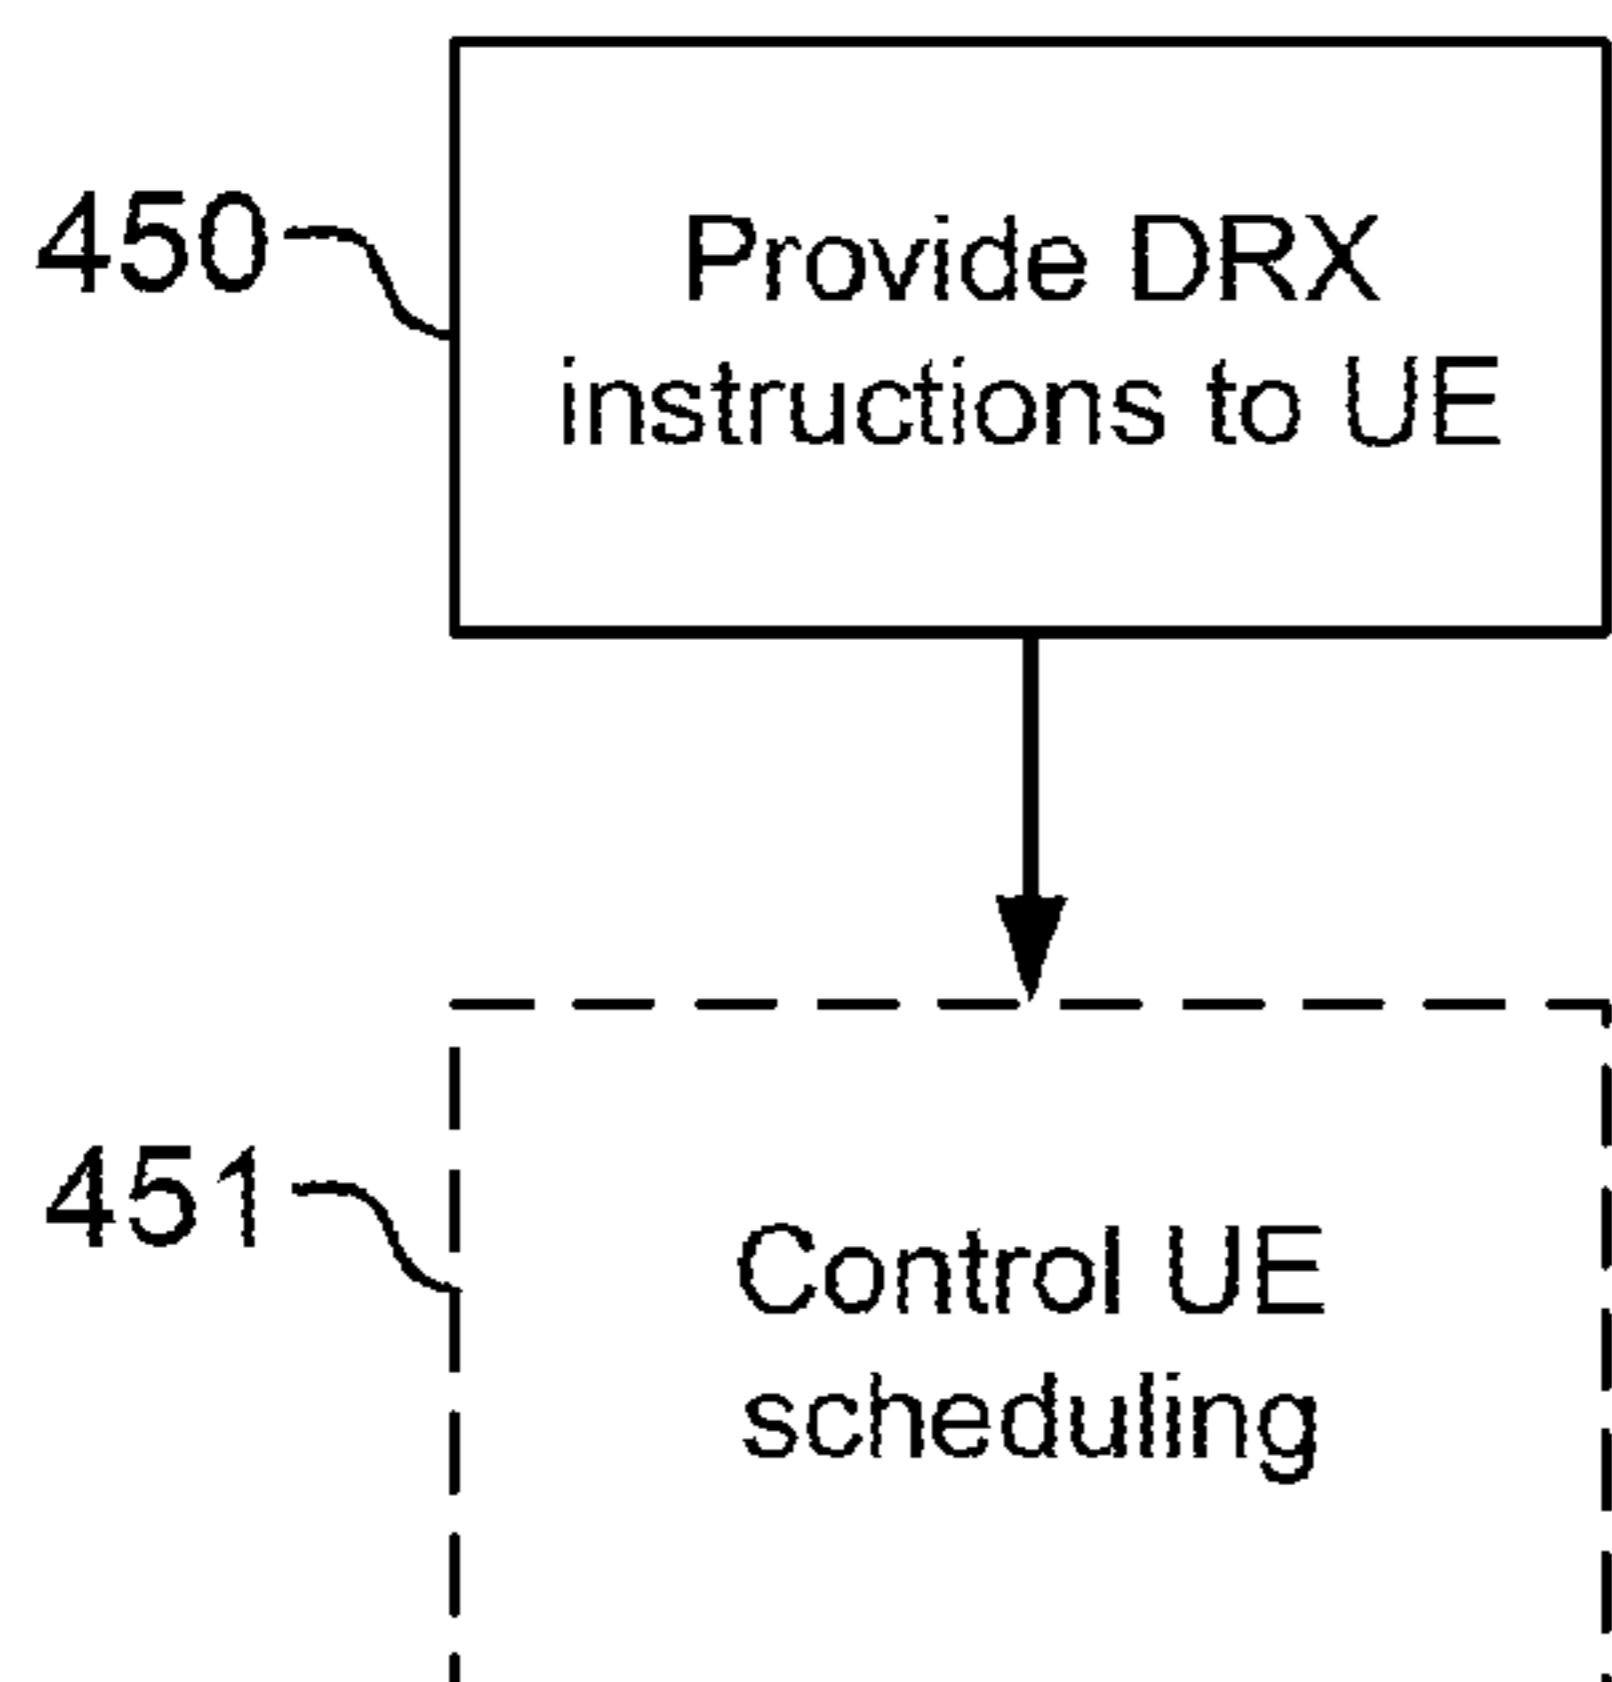 450
Provide DRX
instructions to UE
451
Control UE
scheduling